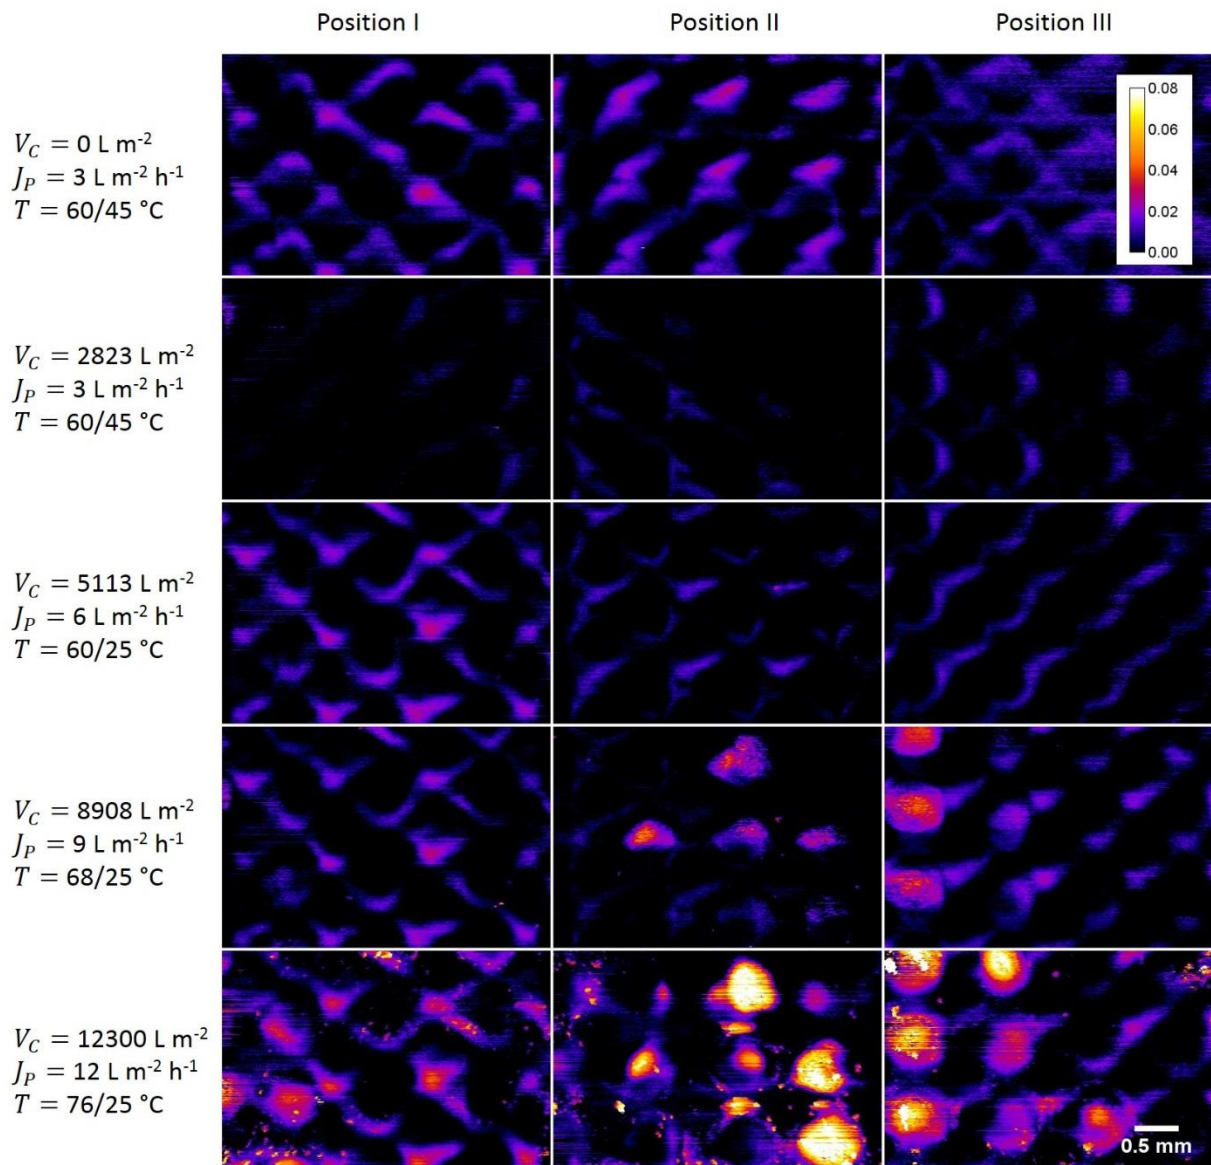 Position I Position II Position III
V_C = 0 L m⁻²
J_P = 3 L m⁻² h⁻¹
T = 60/45 °C
0.08
0.06
0.04
0.02
0.00
V_C = 2823 L m⁻²
J_P = 3 L m⁻² h⁻¹
T = 60/45 °C
V_C = 5113 L m⁻²
J_P = 6 L m⁻² h⁻¹
T = 60/25 °C
V_C = 8908 L m⁻²
J_P = 9 L m⁻² h⁻¹
T = 68/25 °C
V_C = 12300 L m⁻²
J_P = 12 L m⁻² h⁻¹
T = 76/25 °C
0.5 mm